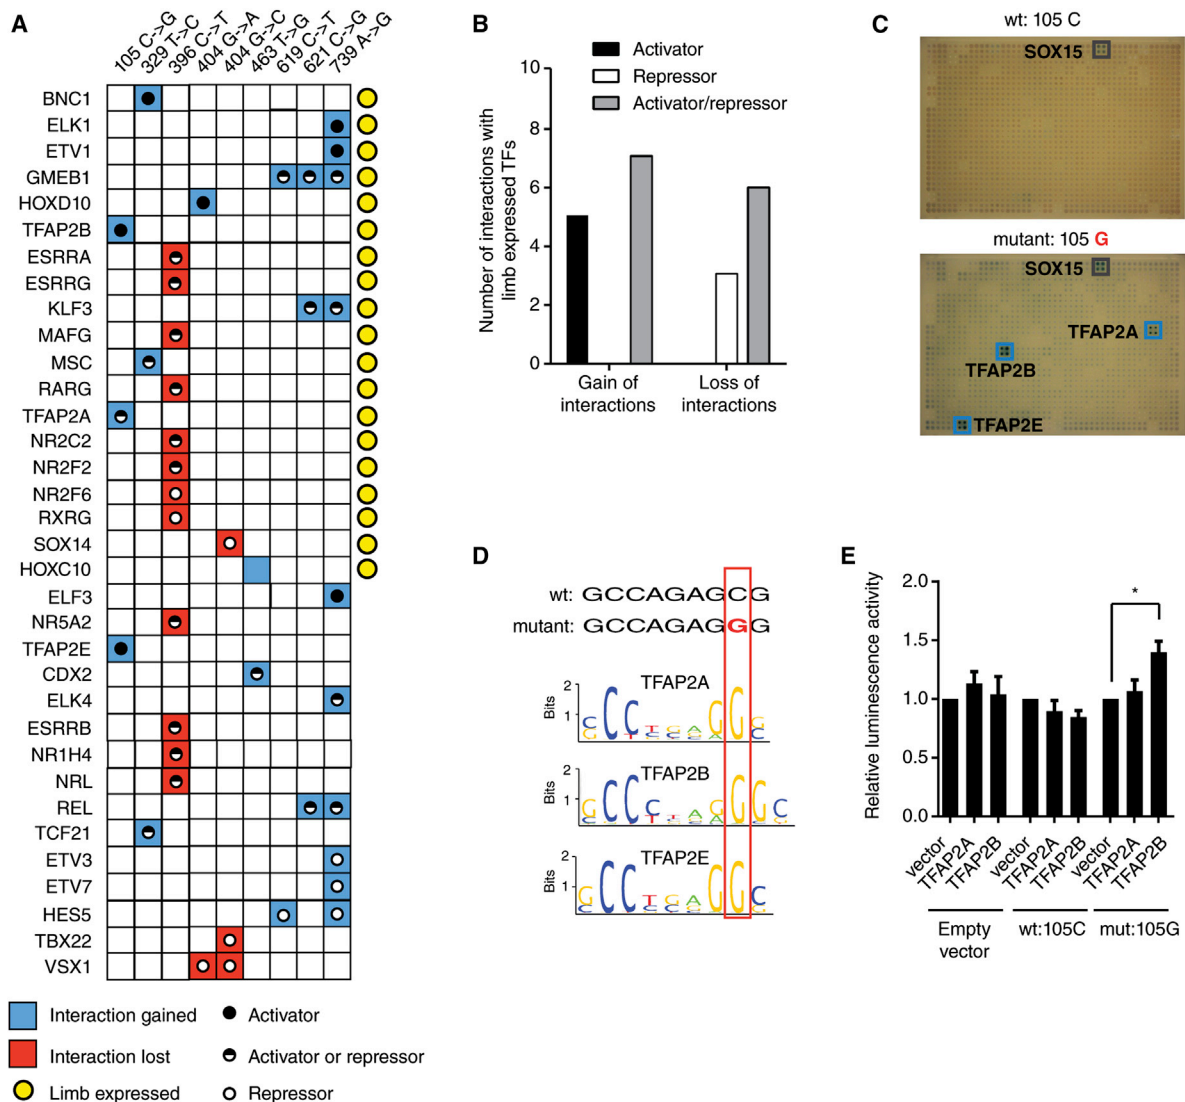 A
105 C->G
329 T->C
396 C->T
404 G->A
404 G->C
463 T->G
619 C->T
621 C->G
739 A->G
BNC1
ELK1
ETV1
GMEB1
HOXD10
TFAP2B
ESRRA
ESRRG
KLF3
MAFG
MSC
RARG
TFAP2A
NR2C2
NR2F2
NR2F6
RXRG
SOX14
HOXC10
ELF3
NR5A2
TFAP2E
CDX2
ELK4
ESRRB
NR1H4
NRL
REL
TCF21
ETV3
ETV7
HES5
TBX22
VSX1
Interaction gained
Interaction lost
Limb expressed
Activator
Activator or repressor
Repressor
B
Activator
Repressor
Activator/repressor
Number of interactions with
limb expressed TFs
10
8
6
4
2
0
Gain of
interactions
Loss of
interactions
C
wt: 105 C
SOX15
mutant: 105 G
SOX15
TFAP2A
TFAP2B
TFAP2E
D
wt: GCCAGAGCG
mutant: GCCAGAGGG
TFAP2A
Bits
2
1
TFAP2B
Bits
2
1
TFAP2E
Bits
2
1
E
Relative luminescence activity
2.0
1.5
1.0
0.5
0.0
*
vector
TFAP2A
TFAP2B
vector
TFAP2A
TFAP2B
vector
TFAP2A
TFAP2B
Empty
vector
wt:105C
mut:105G